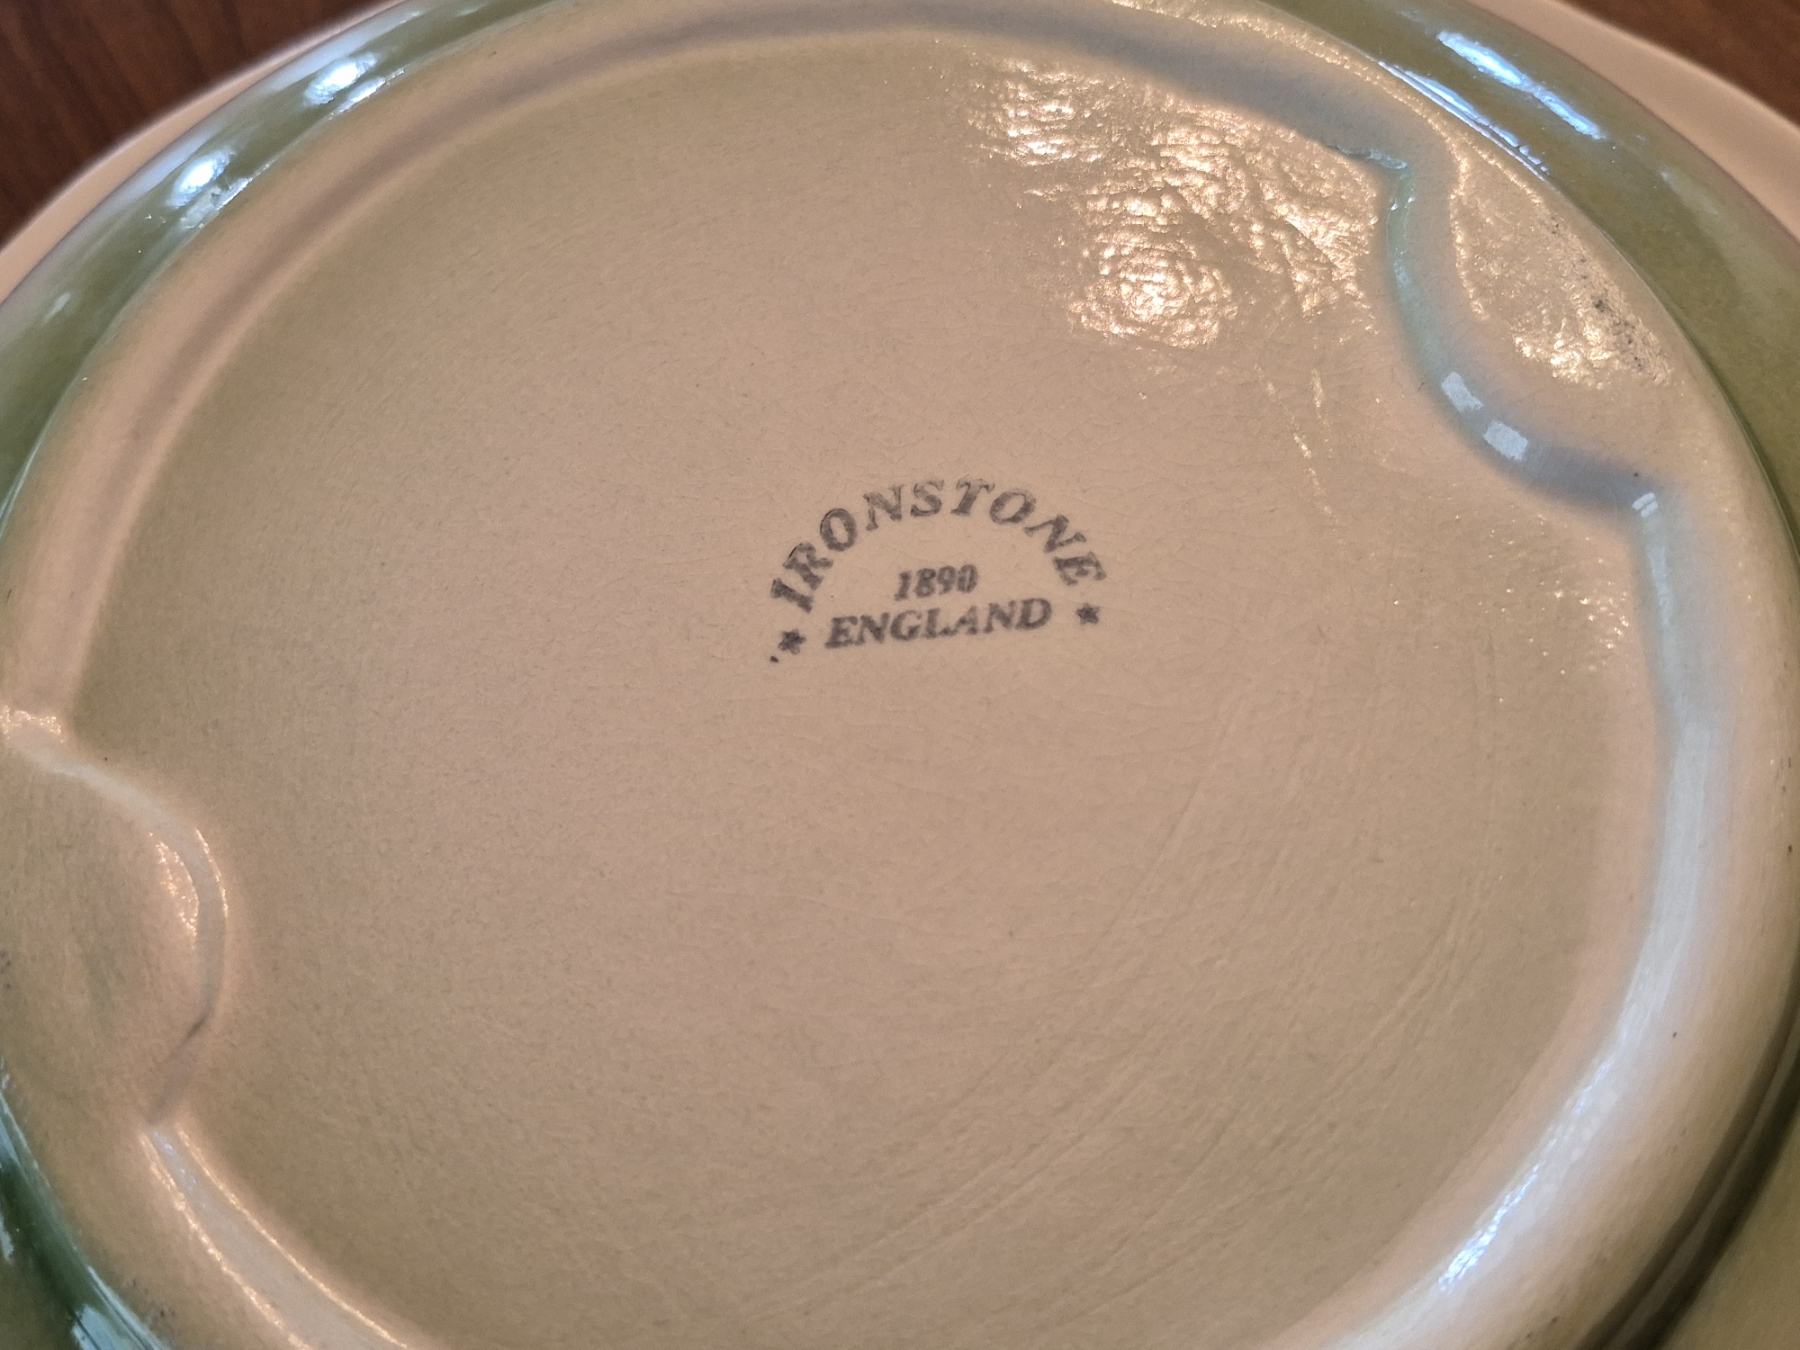 IRONSTONE
1890
★ ENGLAND ★